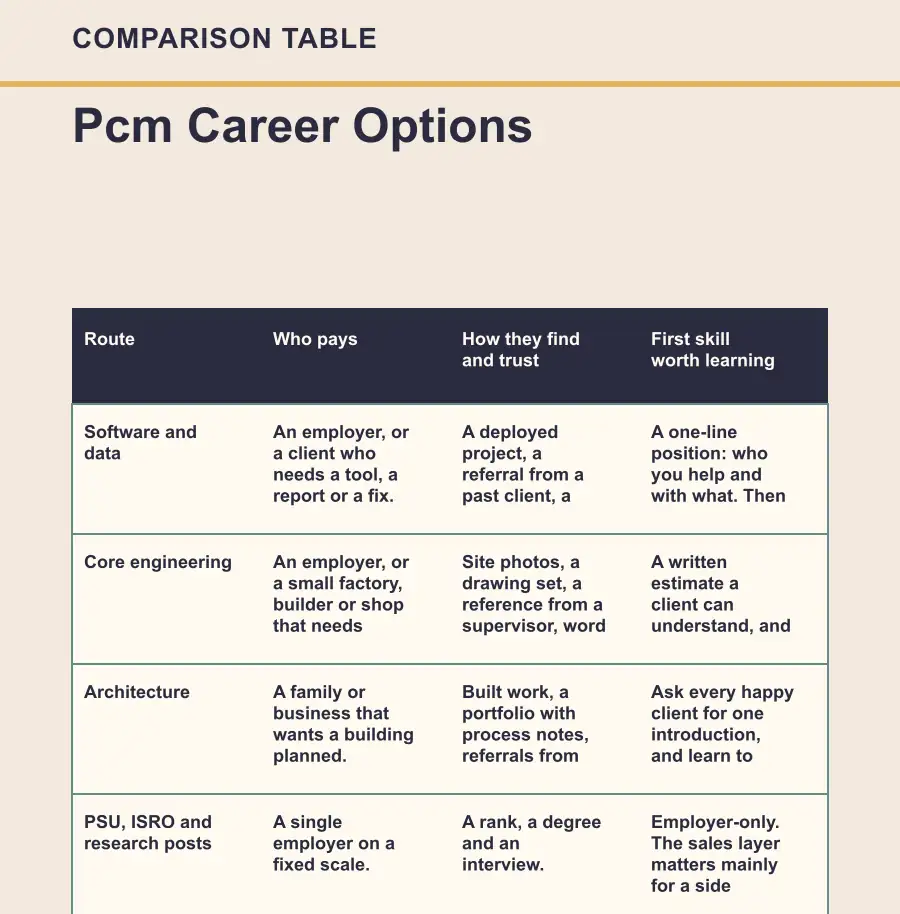 COMPARISON TABLE
Pcm Career Options
Route
Who pays
How they find
and trust
First skill
worth learning
Software and
data
An employer, or
a client who
needs a tool, a
report or a fix.
A deployed
project, a
referral from a
past client, a
A one-line
position: who
you help and
with what. Then
Core engineering
An employer, or
a small factory,
builder or shop
that needs
Site photos, a
drawing set, a
reference from a
supervisor, word
A written
estimate a
client can
understand, and
Architecture
A family or
business that
wants a building
planned.
Built work, a
portfolio with
process notes,
referrals from
Ask every happy
client for one
introduction,
and learn to
PSU, ISRO and
research posts
A single
employer on a
fixed scale.
A rank, a degree
and an
interview.
Employer-only.
The sales layer
matters mainly
for a side